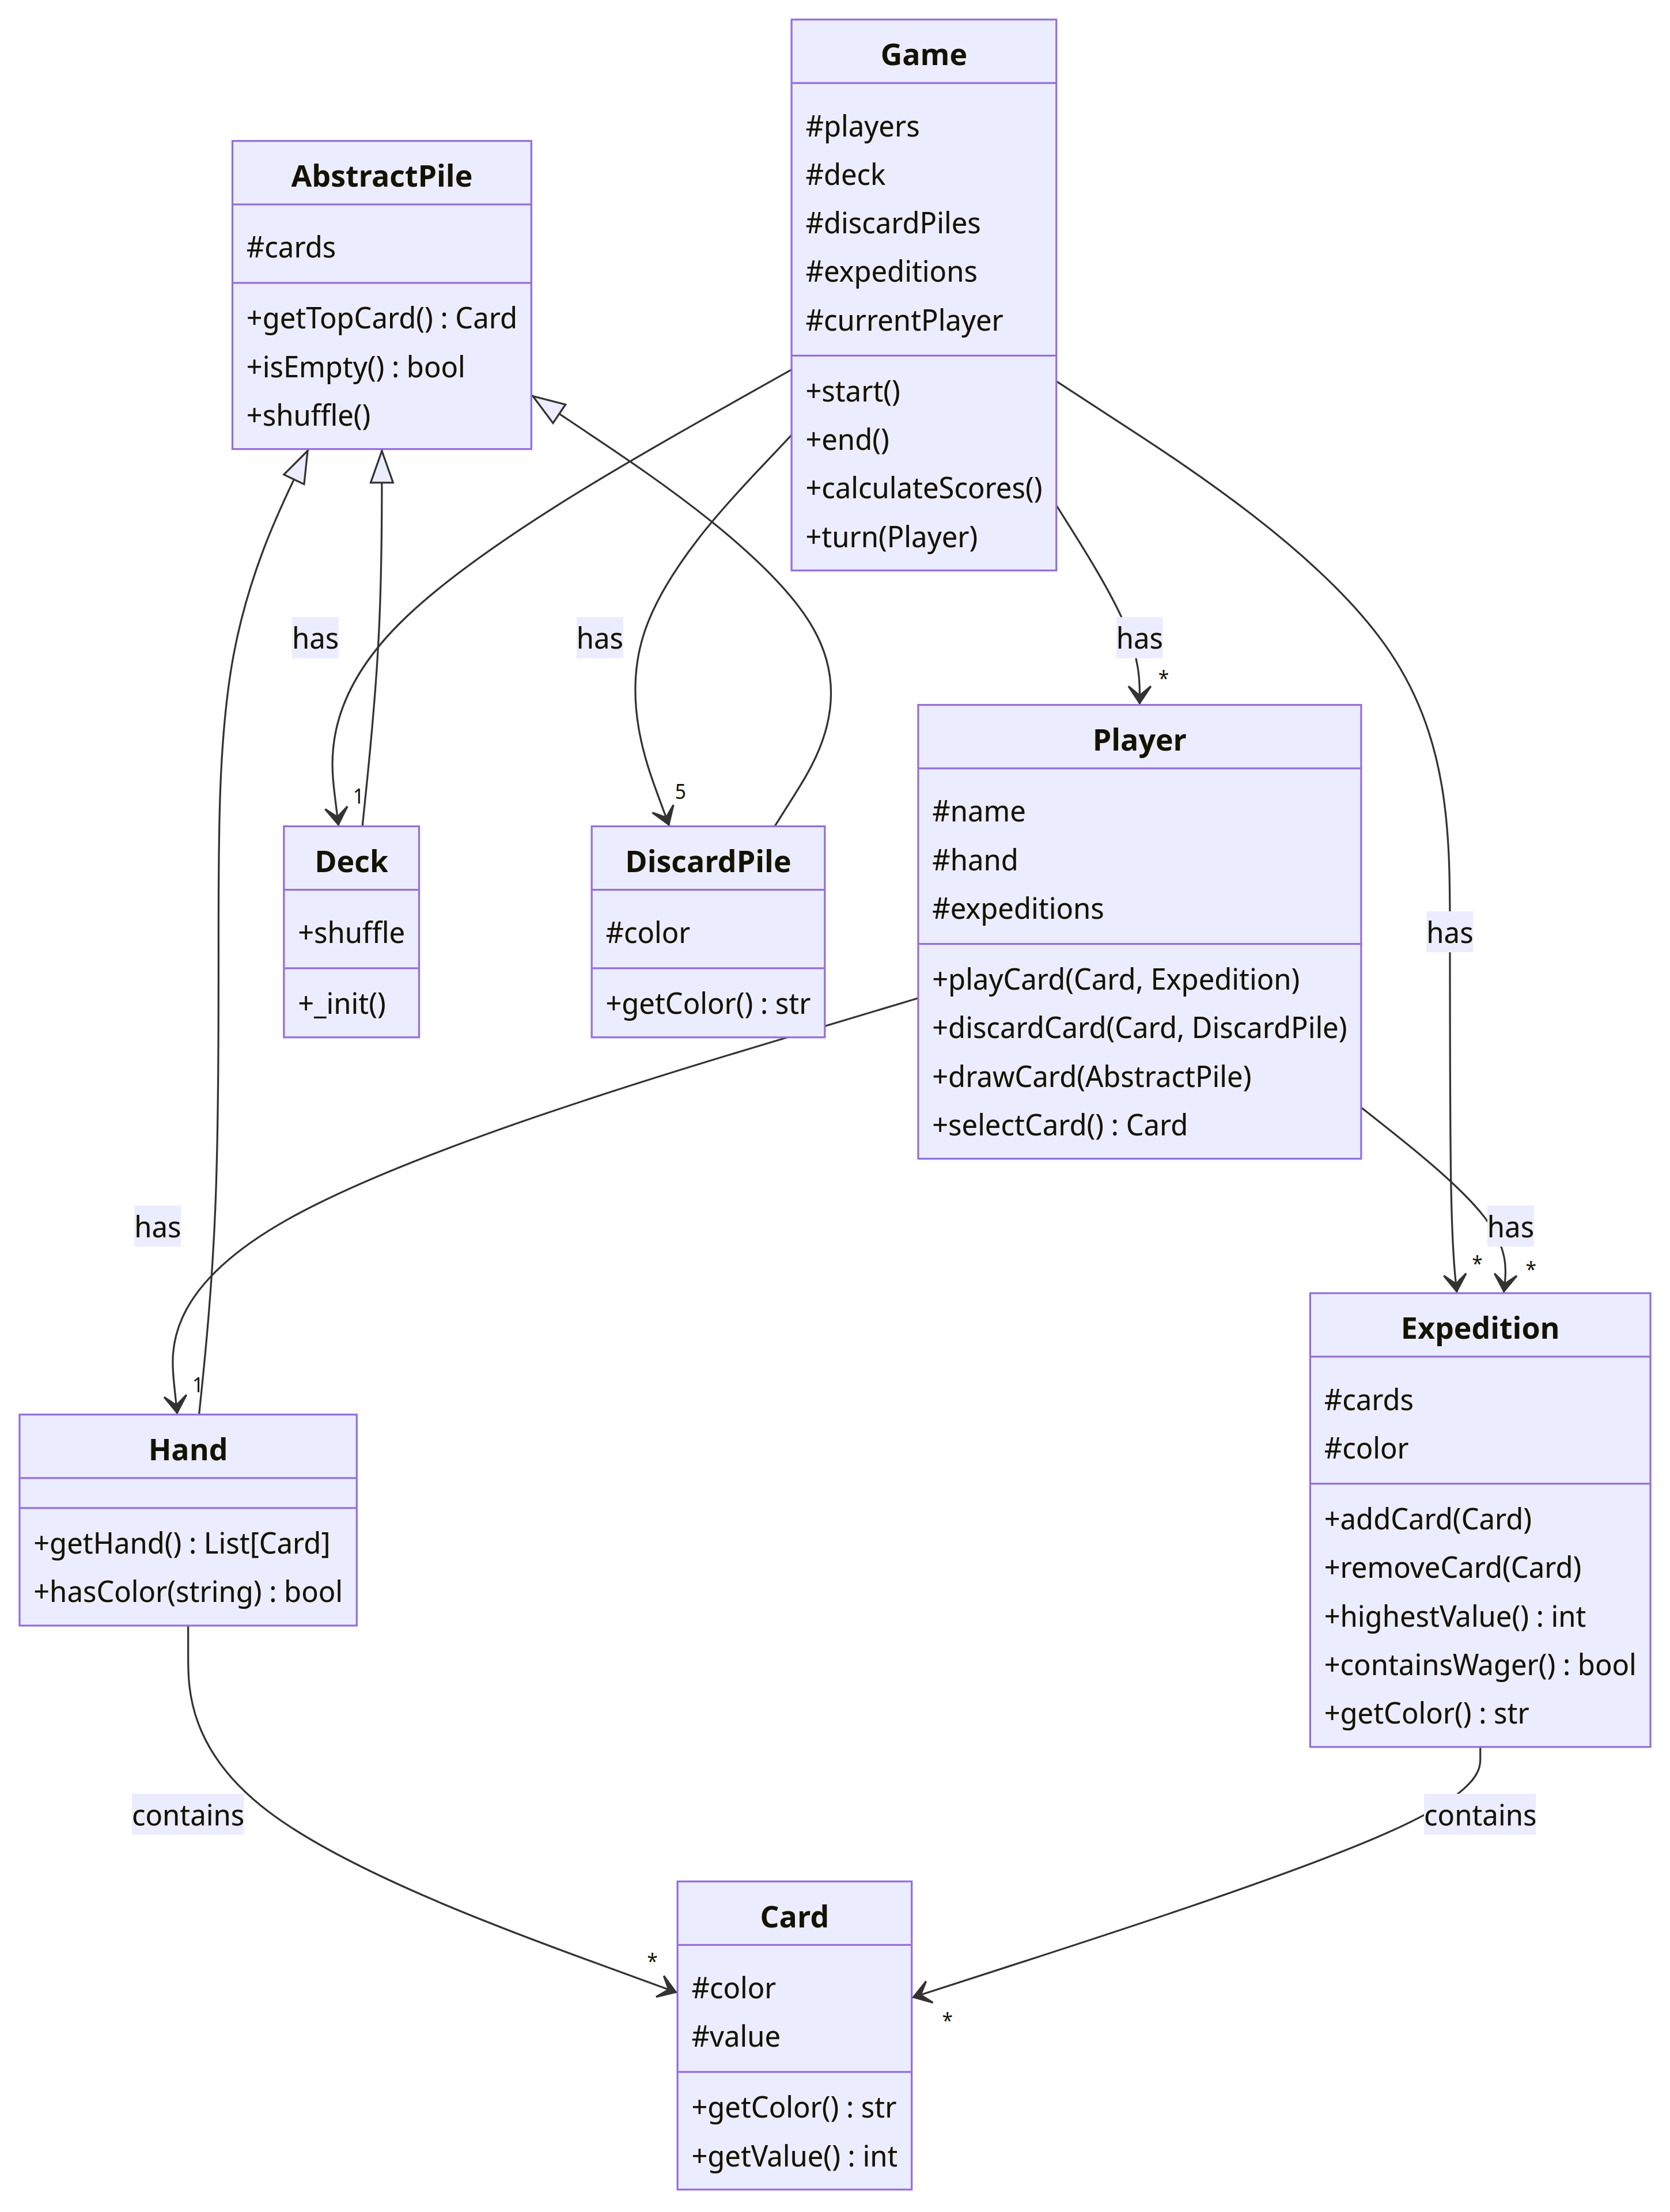 Game
#players
#deck
#discardPiles
#expeditions
#currentPlayer
+start()
+end()
+calculateScores()
+turn(Player)
AbstractPile
#cards
+getTopCard() : Card
+isEmpty() : bool
+shuffle()
has
has
has
*
1
5
Player
#name
#hand
#expeditions
+playCard(Card, Expedition)
+discardCard(Card, DiscardPile)
+drawCard(AbstractPile)
+selectCard() : Card
Deck
+shuffle
+_init()
DiscardPile
#color
+getColor() : str
has
has
has
*
*
1
Hand
+getHand() : List[Card]
+hasColor(string) : bool
Expedition
#cards
#color
+addCard(Card)
+removeCard(Card)
+highestValue() : int
+containsWager() : bool
+getColor() : str
contains
contains
*
*
Card
#color
#value
+getColor() : str
+getValue() : int